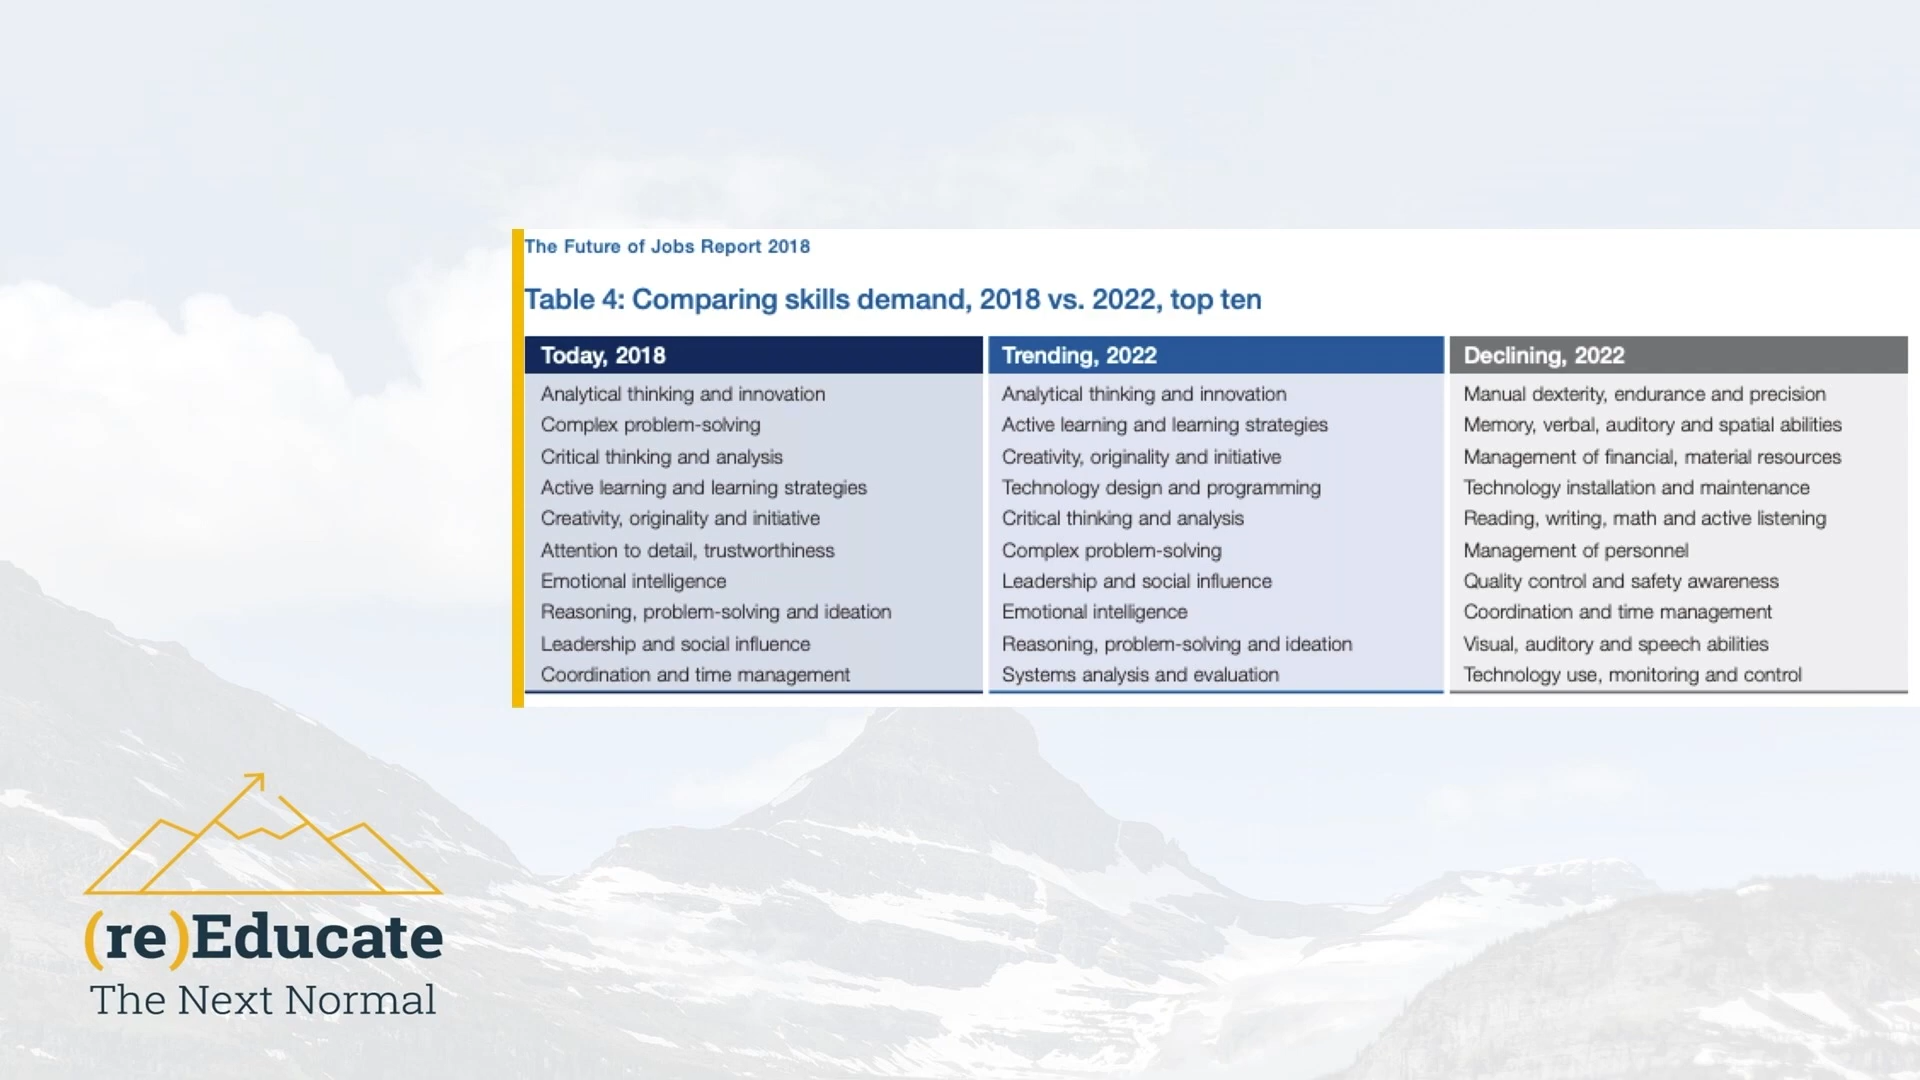 The Future of Jobs Report 2018
Table 4: Comparing skills demand, 2018 vs. 2022, top ten
Today, 2018
Analytical thinking and innovation
Complex problem-solving
Critical thinking and analysis
Active learning and learning strategies
Creativity, originality and initiative
Attention to detail, trustworthiness
Emotional intelligence
Reasoning, problem-solving and ideation
Leadership and social influence
Coordination and time management
Trending, 2022
Analytical thinking and innovation
Active learning and learning strategies
Creativity, originality and initiative
Technology design and programming
Critical thinking and analysis
Complex problem-solving
Leadership and social influence
Emotional intelligence
Reasoning, problem-solving and ideation
Systems analysis and evaluation
Declining, 2022
Manual dexterity, endurance and precision
Memory, verbal, auditory and spatial abilities
Management of financial, material resources
Technology installation and maintenance
Reading, writing, math and active listening
Management of personnel
Quality control and safety awareness
Coordination and time management
Visual, auditory and speech abilities
Technology use, monitoring and control
(re)Educate
The Next Normal